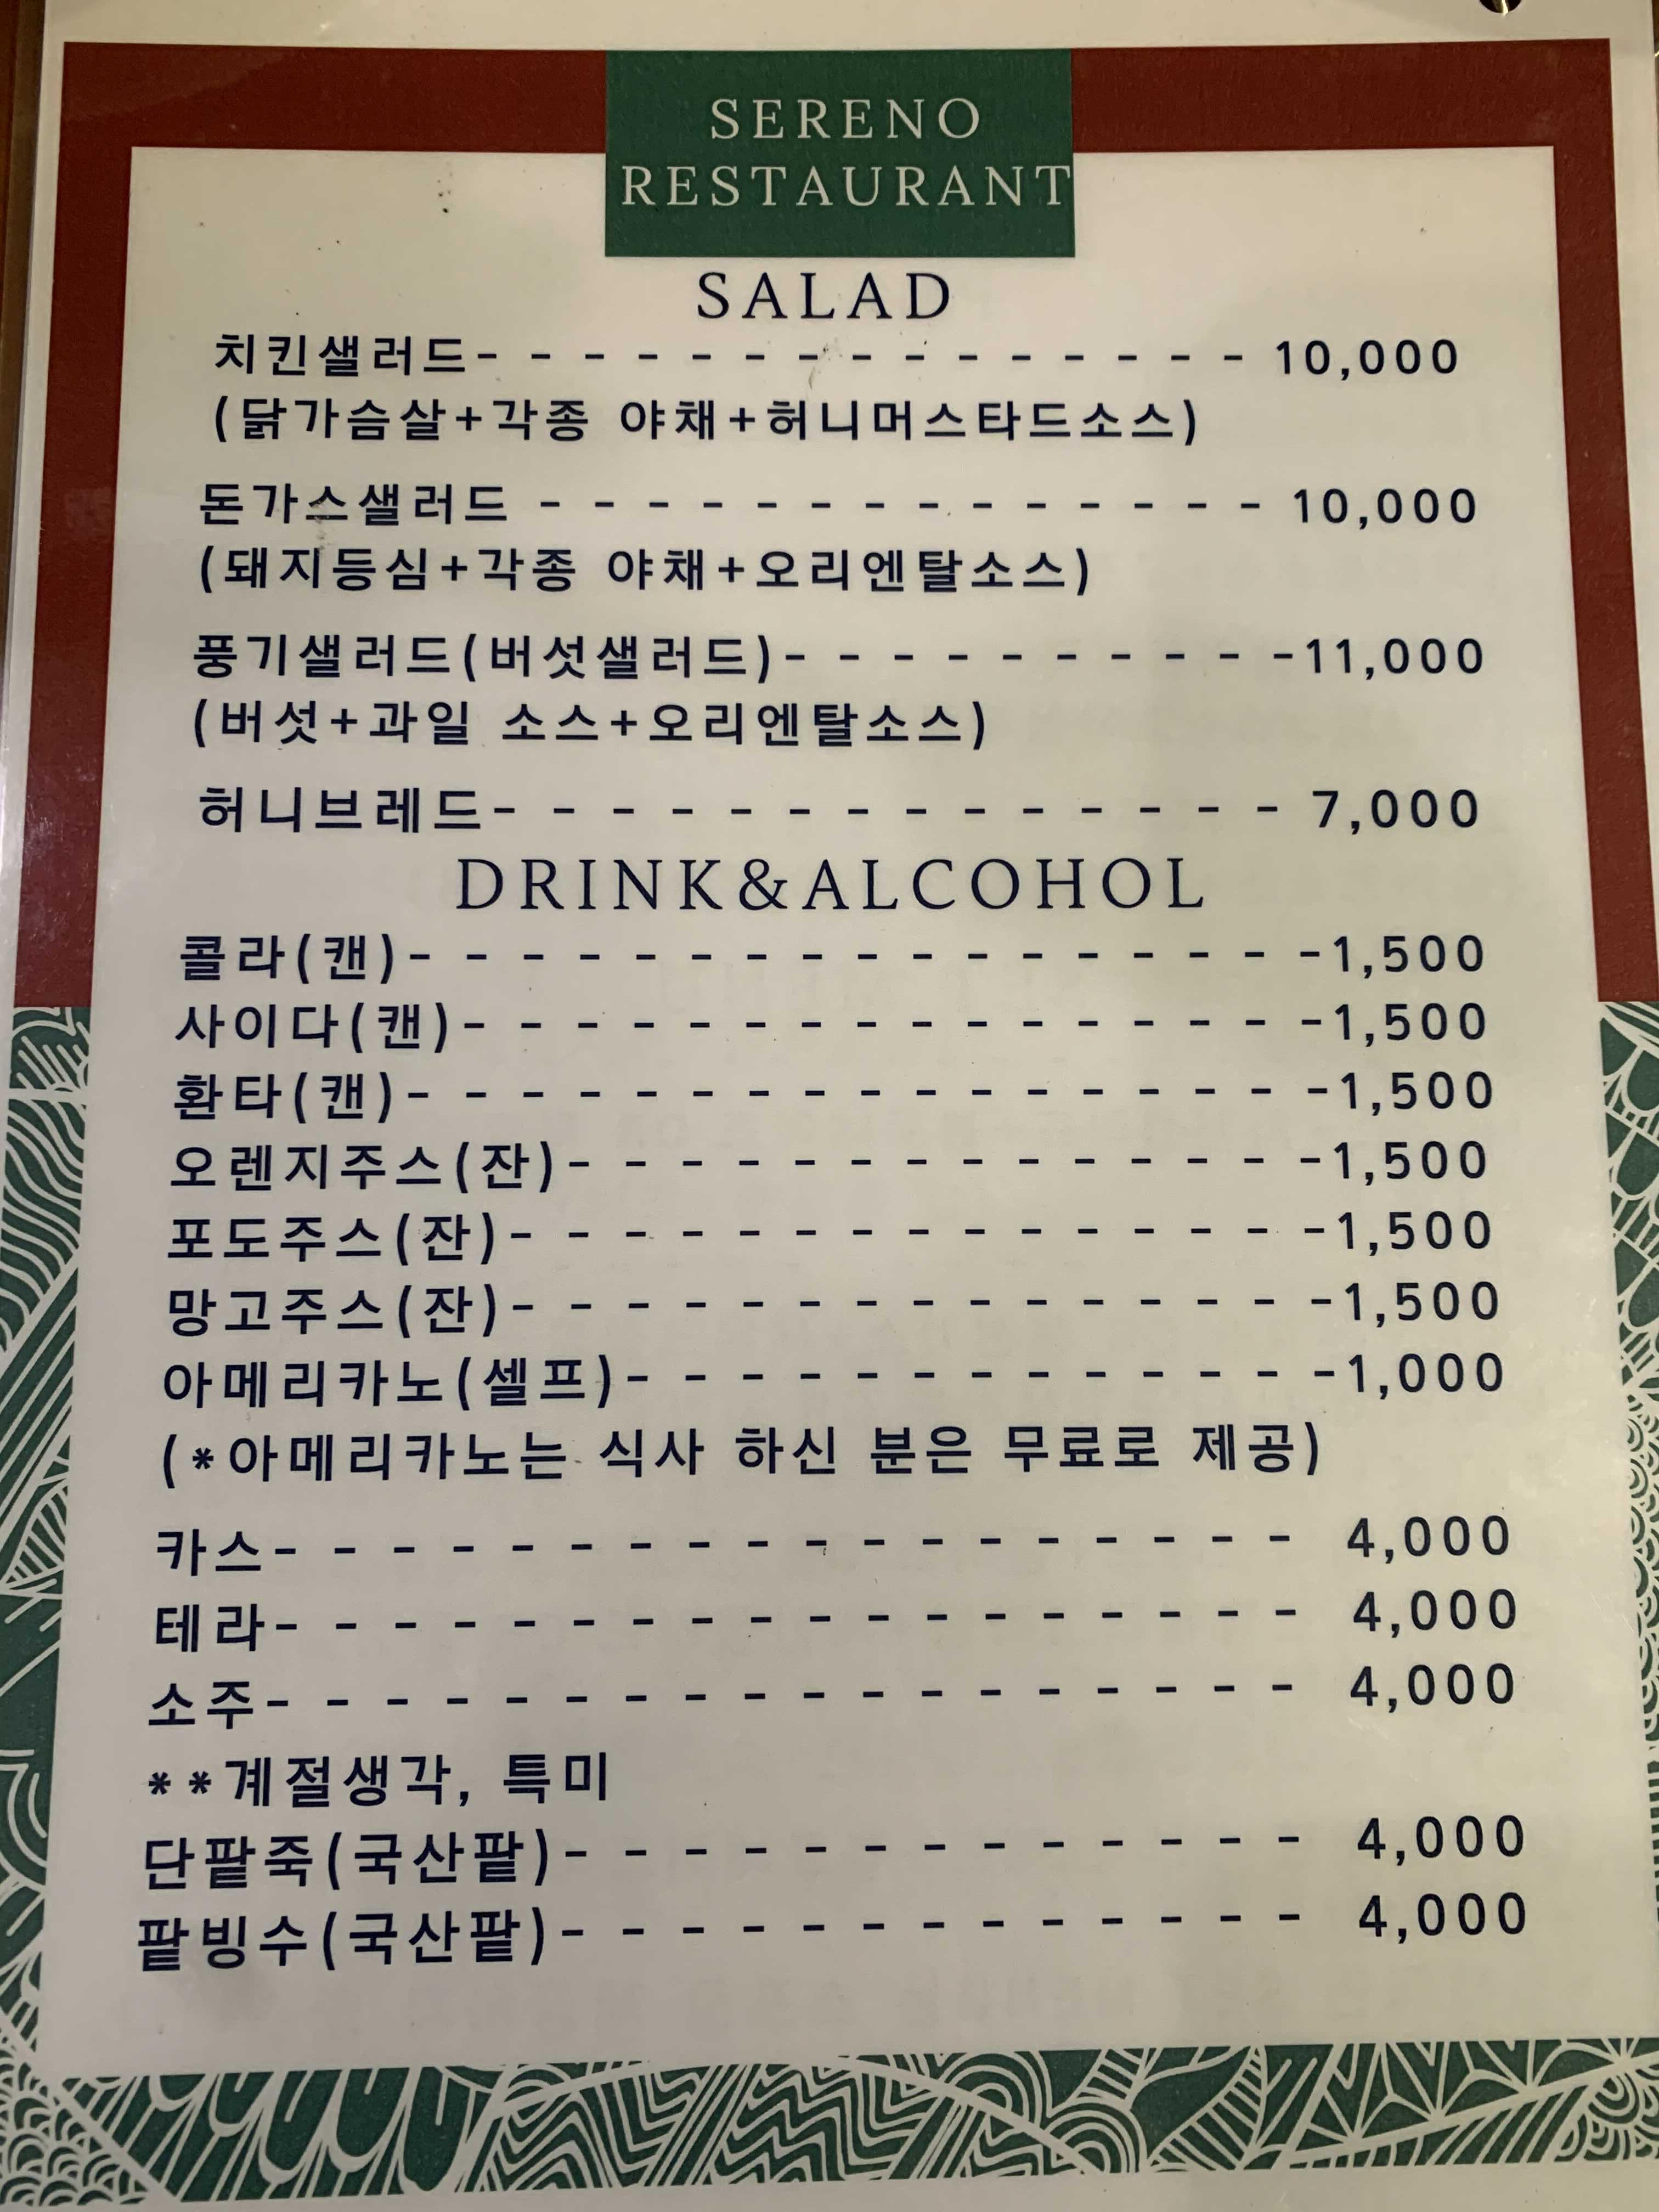 SERENO
RESTAURANT
SALAD
치킨샐러드- - - - - - - - - - - - - - - 10,000
(닭가슴살+각종 야채+허니머스타드소스)
돈가스샐러드 - - - - - - - - - - - - - - 10,000
(돼지등심+각종 야채+오리엔탈소스)
풍기샐러드(버섯샐러드)- - - - - - - - - -11,000
(버섯+과일 소스+오리엔탈소스)
허니브레드- - - - - - - - - - - - - - 7,000
DRINK&ALCOHOL
콜라(캔)- - - - - - - - - - - - - - - - -1,500
사이다(캔)- - - - - - - - - - - - - - - -1,500
환타(캔)- - - - - - - - - - - - - - - - -1,500
오렌지주스(잔)- - - - - - - - - - - - - -1,500
포도주스(잔)- - - - - - - - - - - - - - -1,500
망고주스(잔)- - - - - - - - - - - - - - -1,500
아메리카노(셀프)- - - - - - - - - - - - -1,000
(*아메리카노는 식사 하신 분은 무료로 제공)
카스- - - - - - - - - - - - - - - - - - 4,000
테라- - - - - - - - - - - - - - - - - - 4,000
소주- - - - - - - - - - - - - - - - - - 4,000
**계절생각, 특미
단팥죽(국산팥)- - - - - - - - - - - - - 4,000
팥빙수(국산팥)- - - - - - - - - - - - - 4,000